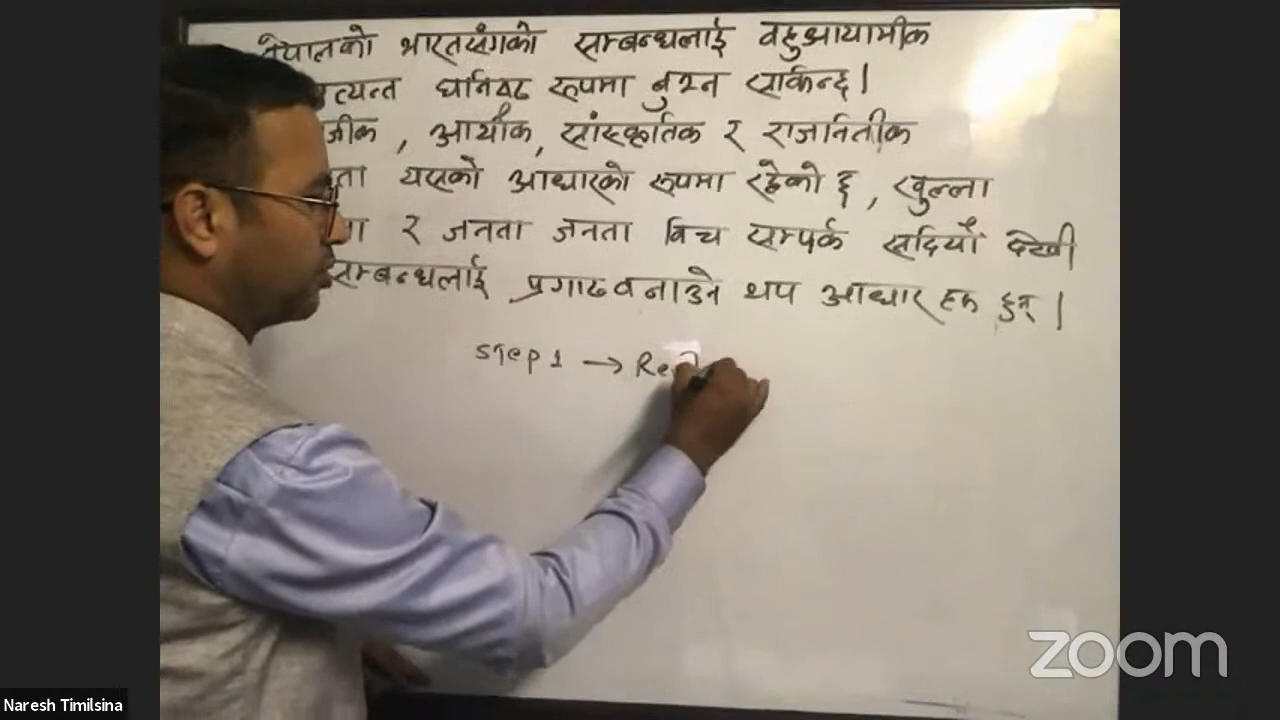 नेपालको भारतसंगको सम्बन्धलाई बहुआयामीक
घनिष्ठ रूपमा बुझ्न सकिन्छ।
, आर्थीक, सांस्कृतिक र राजनितीक
यसको आधारको रूपमा रहेको छ, खुल्ला
र जनता जनता विच सम्पर्क सदियौं देखी
सम्बन्धलाई प्रगाढ बनाउने थप आधार हरु हुन्।
Step 1 →
zoom
Naresh Timilsina